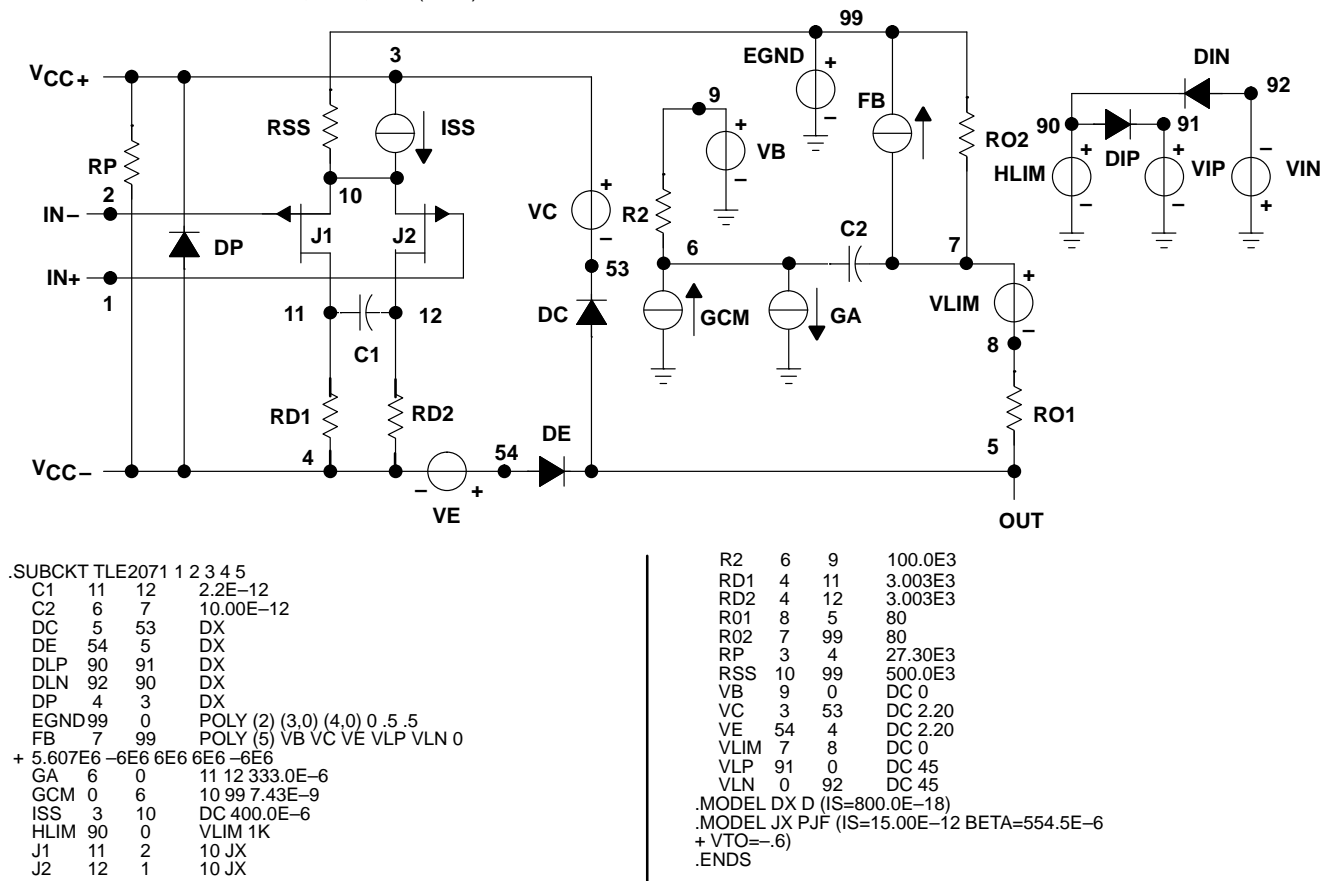 99
3
VCC+
EGND
+
–
FB
DIN
92
9
RSS
ISS
VB
+
–
RO2
90
91
+
–
HLIM
DIP
+
–
VIP
–
+
VIN
RP
10
2
IN–
J1
J2
DP
VC
+
–
R2
C2
6
7
IN+
1
53
11
12
C1
DC
GCM
GA
VLIM
+
–
8
RD1
RD2
RO1
DE
5
4
54
VCC–
–
+
VE
OUT
.SUBCKT TLE2071 1 2 3 4 5
C1 11 12 2.2E–12
C2 6 7 10.00E–12
DC 5 53 DX
DE 54 5 DX
DLP 90 91 DX
DLN 92 90 DX
DP 4 3 DX
EGND 99 0 POLY (2) (3,0) (4,0) 0 .5 .5
FB 7 99 POLY (5) VB VC VE VLP VLN 0
+ 5.607E6 –6E6 6E6 6E6 –6E6
GA 6 0 11 12 333.0E–6
GCM 0 6 10 99 7.43E–9
ISS 3 10 DC 400.0E–6
HLIM 90 0 VLIM 1K
J1 11 2 10 JX
J2 12 1 10 JX
R2 6 9 100.0E3
RD1 4 11 3.003E3
RD2 4 12 3.003E3
R01 8 5 80
R02 7 99 80
RP 3 4 27.30E3
RSS 10 99 500.0E3
VB 9 0 DC 0
VC 3 53 DC 2.20
VE 54 4 DC 2.20
VLIM 7 8 DC 0
VLP 91 0 DC 45
VLN 0 92 DC 45
.MODEL DX D (IS=800.0E–18)
.MODEL JX PJF (IS=15.00E–12 BETA=554.5E–6
+ VTO=–.6)
.ENDS